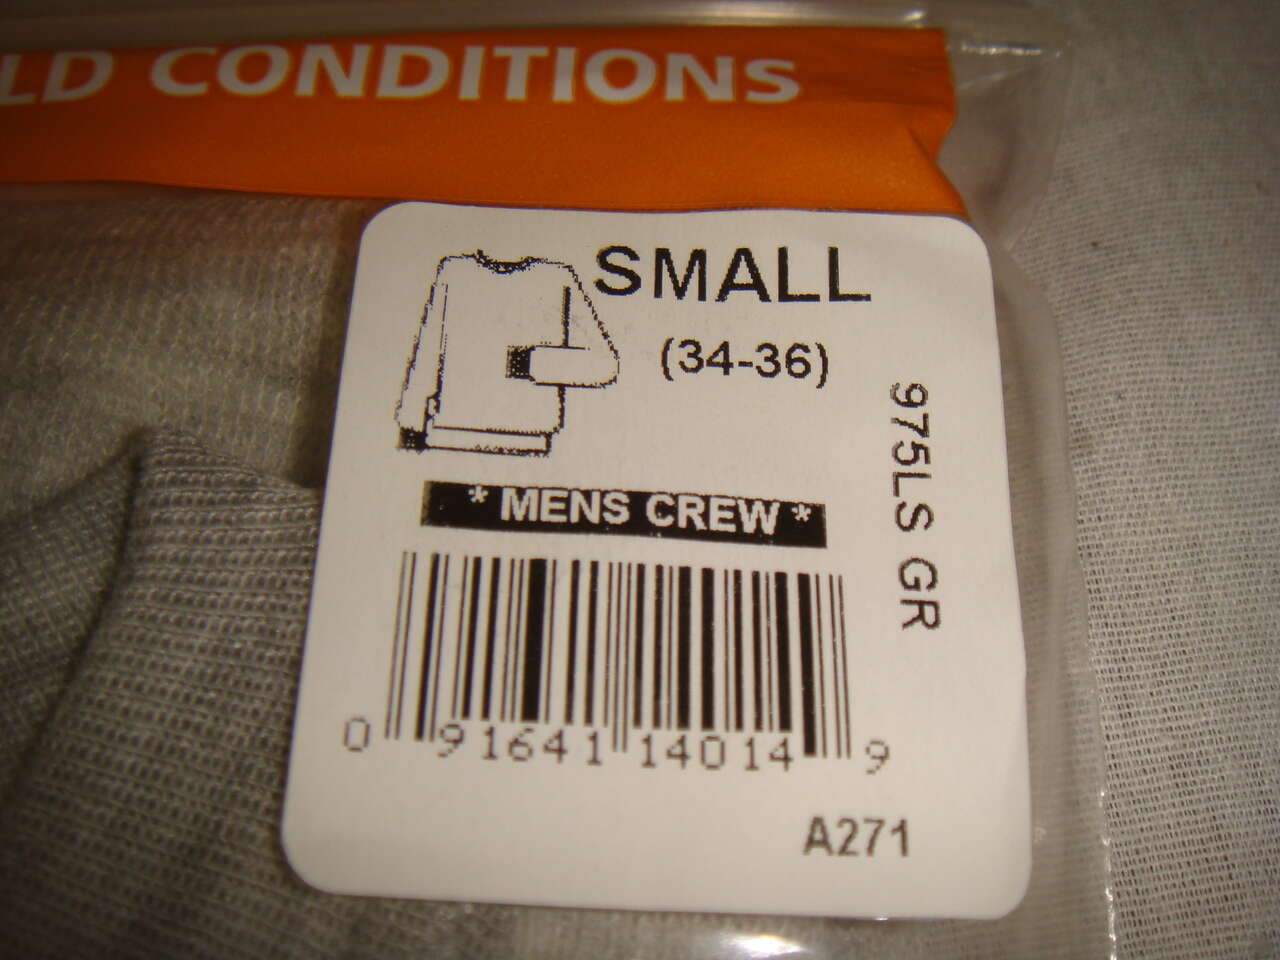 LD CONDITIONS
SMALL
(34-36)
975LS GR
* MENS CREW *
0 91641 14014 9
A271